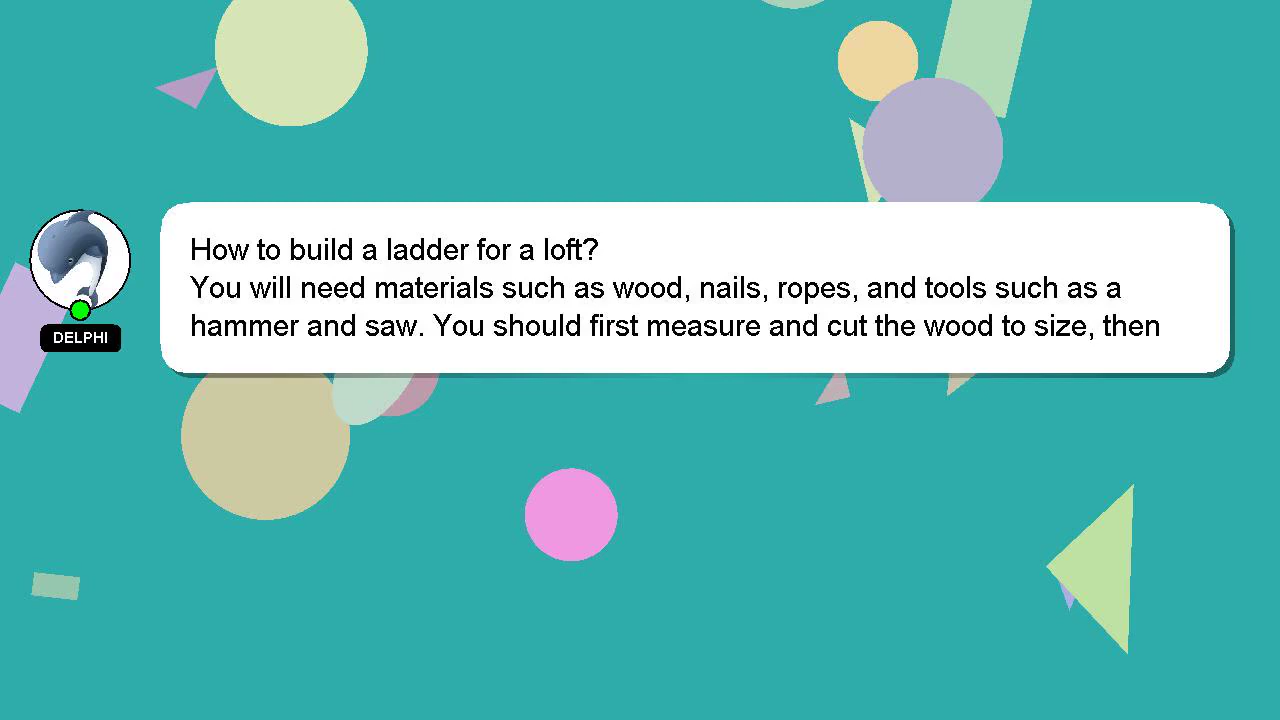 How to build a ladder for a loft?
You will need materials such as wood, nails, ropes, and tools such as a
hammer and saw. You should first measure and cut the wood to size, then
DELPHI